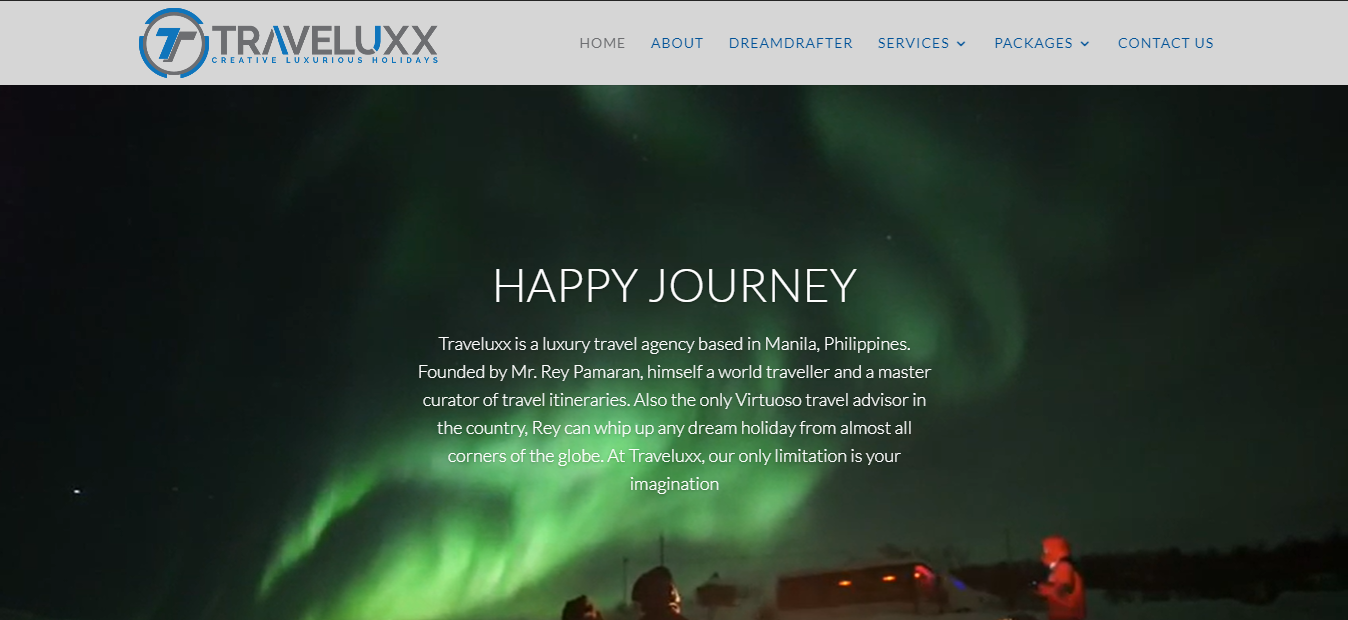 TRAVELUXX
CREATIVE LUXURIOUS HOLIDAYS
HOME ABOUT DREAMDRAFTER SERVICES PACKAGES CONTACT US
HAPPY JOURNEY
Traveluxx is a luxury travel agency based in Manila, Philippines.
Founded by Mr. Rey Pamaran, himself a world traveller and a master
curator of travel itineraries. Also the only Virtuoso travel advisor in
the country, Rey can whip up any dream holiday from almost all
corners of the globe. At Traveluxx, our only limitation is your
imagination